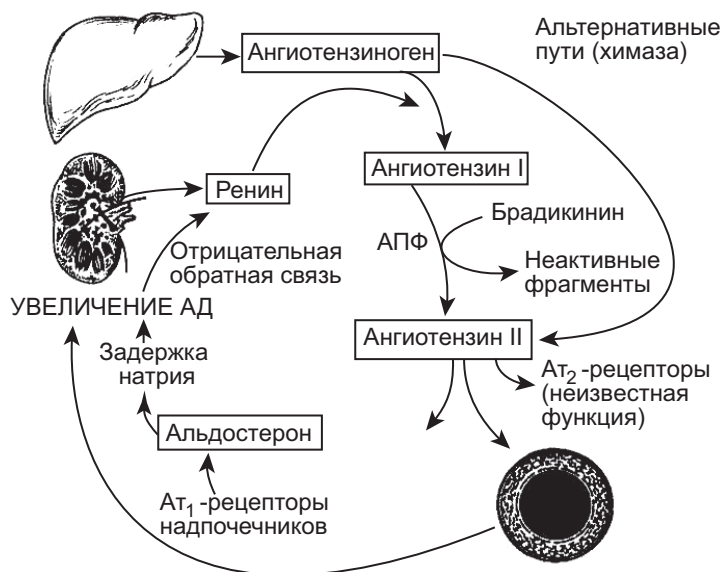 Ангиотензиноген
Альтернативные
пути (химаза)
Ангиотензин I
Ренин
Брадикинин
АПФ
Отрицательная
обратная связь
Неактивные
фрагменты
УВЕЛИЧЕНИЕ АД
Ангиотензин II
Задержка
натрия
Ат2 -рецепторы
(неизвестная
функция)
Альдостерон
Ат1-рецепторы
надпочечников